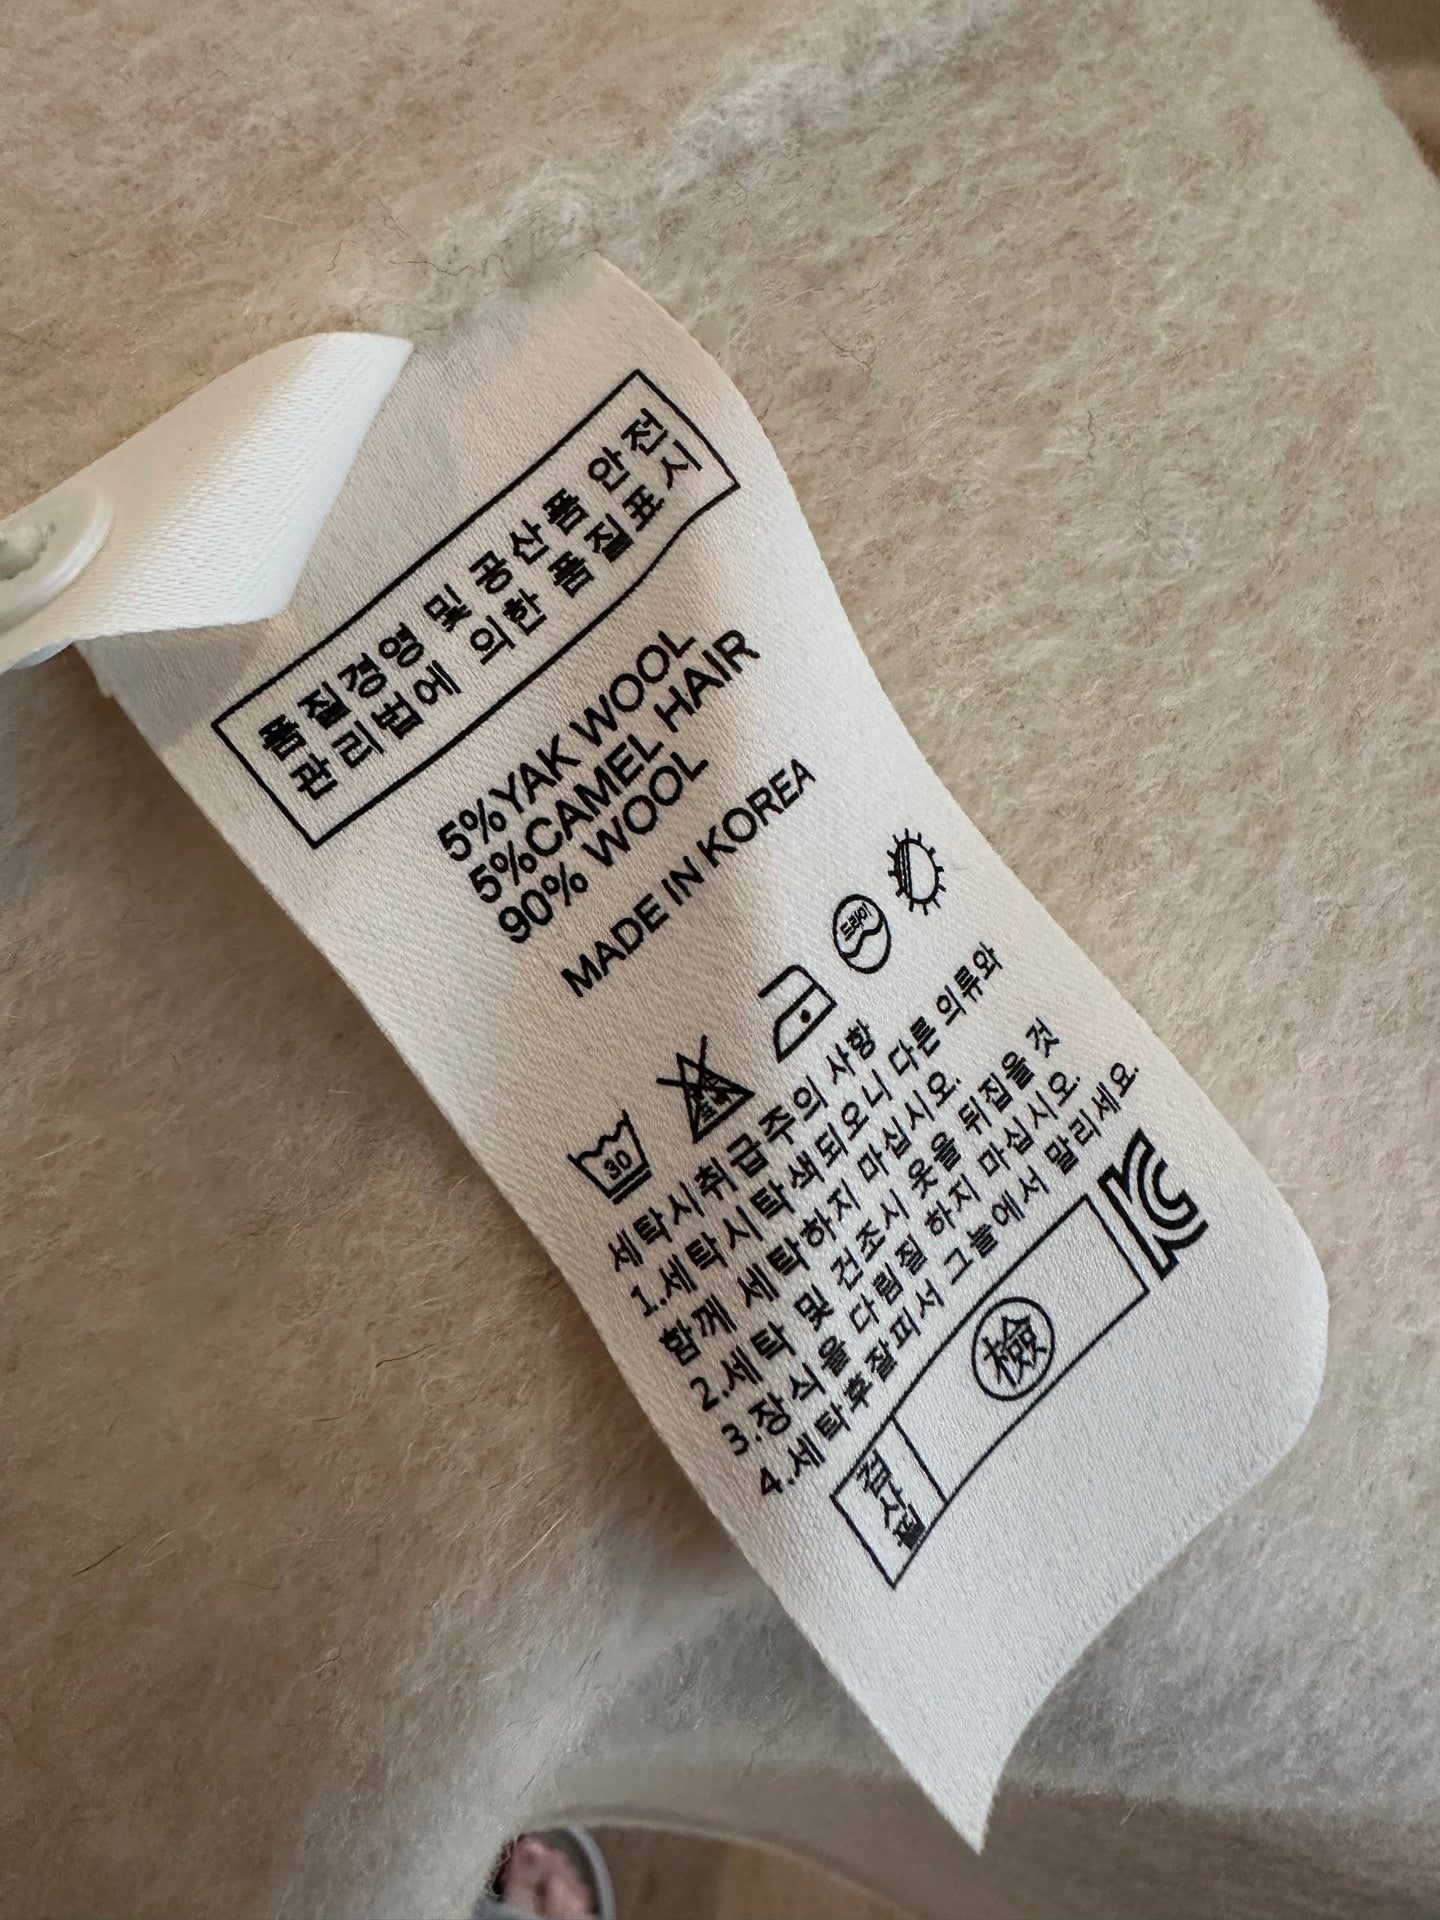 품질경영 및 공산품 안전
관리법에 의한 품질표시
5%YAK WOOL
5%CAMEL HAIR
90% WOOL
MADE IN KOREA
30
드라이
세탁시취급주의 사항
1.세탁시탁색되오니 다른 의류와
함께 세탁하지 마십시오.
2.세탁 및 건조시 옷을 뒤집을 것
3.장식을 다림질 하지 마십시오.
4.세탁후잘펴서 그늘에서 말리세요.
검사필
檢